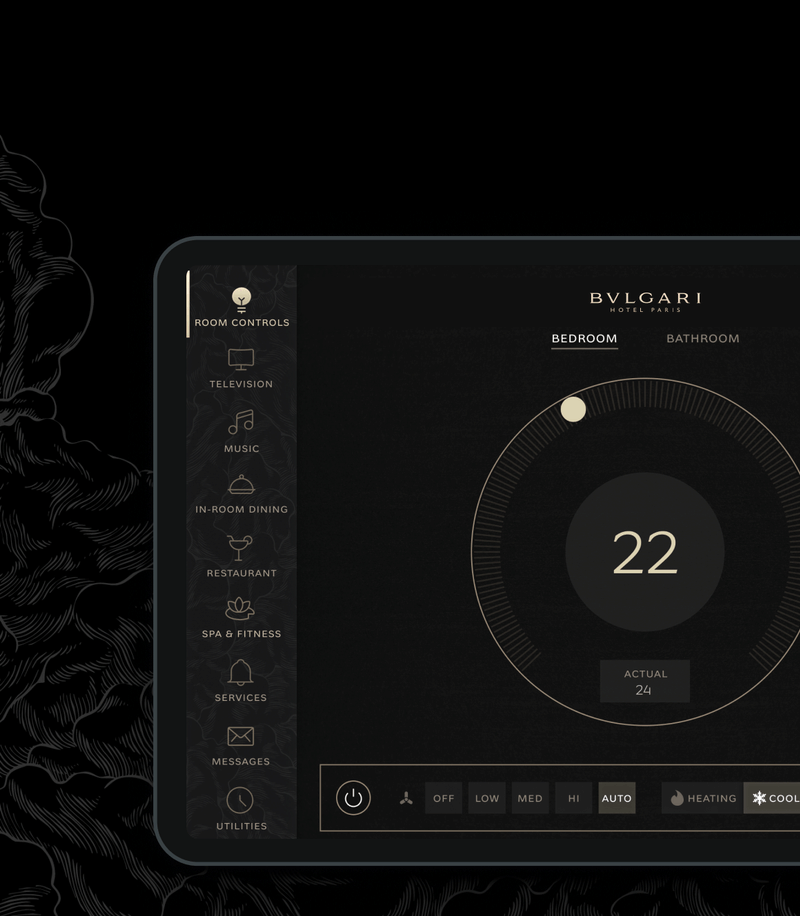 ROOM CONTROLS
TELEVISION
MUSIC
IN-ROOM DINING
RESTAURANT
SPA & FITNESS
SERVICES
MESSAGES
UTILITIES
BVLGARI
HOTEL PARIS
BEDROOM BATHROOM
22
ACTUAL
24
OFF LOW MED HI AUTO HEATING COOL